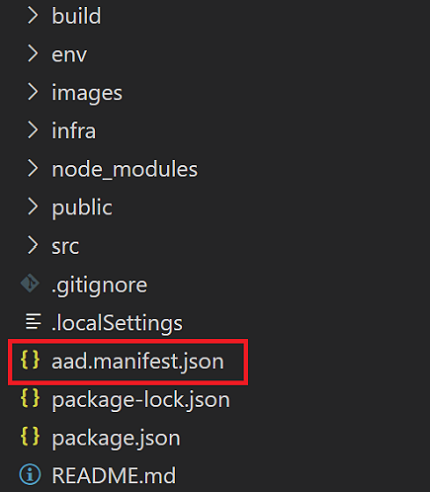 build
env
images
infra
node_modules
public
src
.gitignore
.localSettings
aad.manifest.json
package-lock.json
package.json
README.md